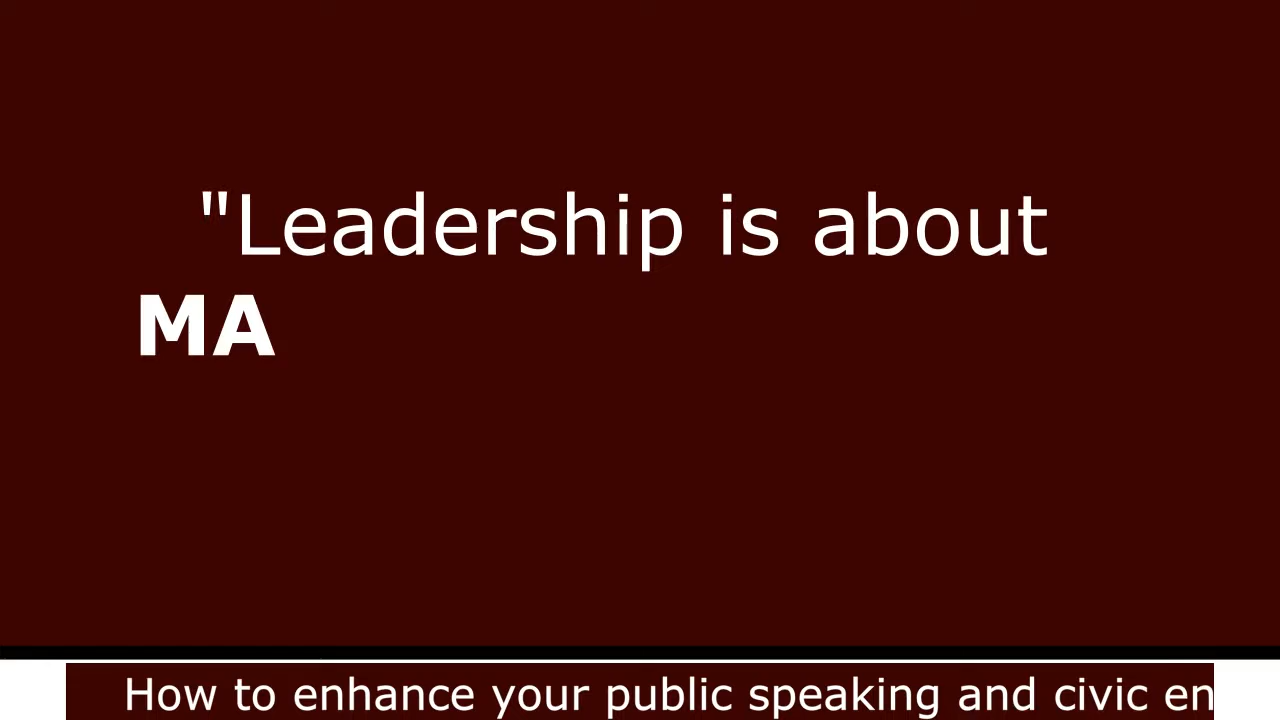 "Leadership is about
MA
How to enhance your public speaking and civic en